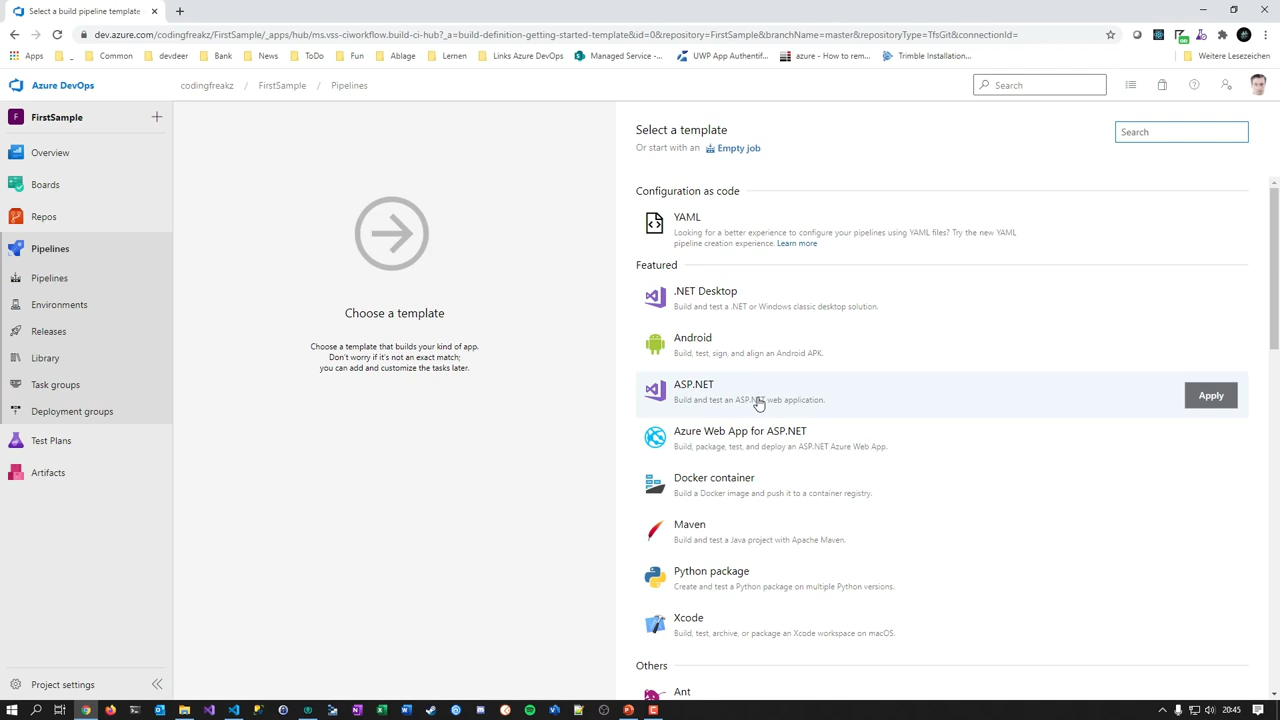 Select a build pipeline template
dev.azure.com/codingfreakz/FirstSample/_apps/hub/ms.vss-ciworkflow.build-ci-hub?_a=build-definition-getting-started-template&id=0&repository=FirstSample&branchName=master&repositoryType=TfsGit&connectionId=
Apps
_
Common
devdeer
Bank
News
ToDo
Fun
Ablage
Lernen
Links Azure DevOps
Managed Service -...
UWP App Authentif...
azure - How to rem...
Trimble Installation...
Weitere Lesezeichen
Azure DevOps
codingfreakz / FirstSample / Pipelines
Search
F FirstSample
Overview
Boards
Repos
Pipelines
Pipelines
Environments
Releases
Library
Task groups
Deployment groups
Test Plans
Artifacts
Project settings
Choose a template
Choose a template that builds your kind of app.
Don't worry if it's not an exact match;
you can add and customize the tasks later.
Select a template
Or start with an Empty job
Search
Configuration as code
YAML
Looking for a better experience to configure your pipelines using YAML files? Try the new YAML
pipeline creation experience. Learn more
Featured
.NET Desktop
Build and test a .NET or Windows classic desktop solution.
Android
Build, test, sign, and align an Android APK.
ASP.NET
Build and test an ASP.NET web application.
Apply
Azure Web App for ASP.NET
Build, package, test, and deploy an ASP.NET Azure Web App.
Docker container
Build a Docker image and push it to a container registry.
Maven
Build and test a Java project with Apache Maven.
Python package
Create and test a Python package on multiple Python versions.
Xcode
Build, test, archive, or package an Xcode workspace on macOS.
Others
Ant
20:45